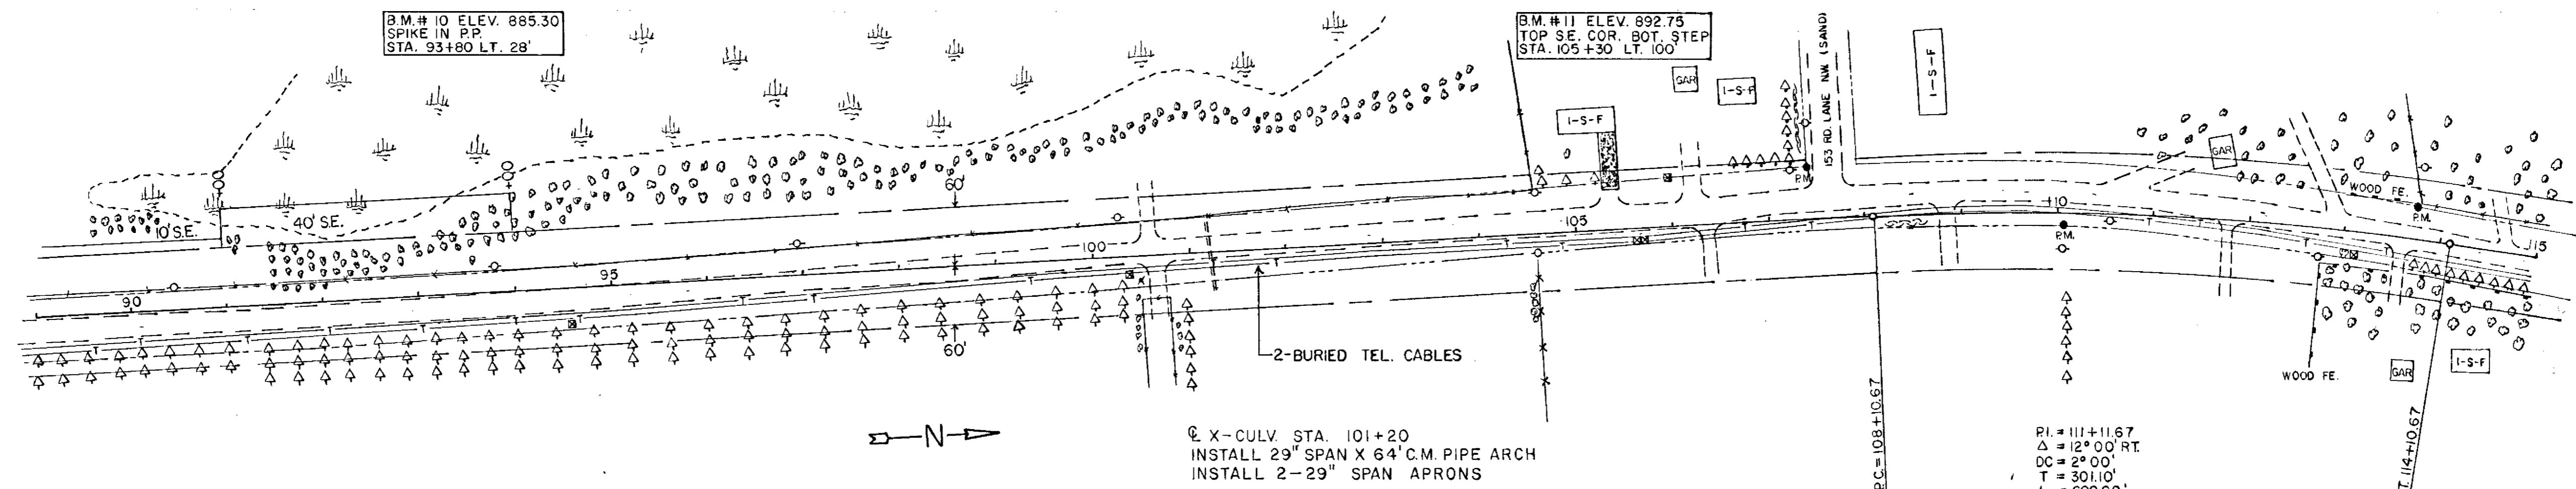 B.M.# 10 ELEV. 885.30
SPIKE IN P.P.
STA. 93+80 LT. 28'
B.M.#11 ELEV. 892.75
TOP S.E. COR. BOT. STEP
STA. 105+30 LT. 100'
153 RD. LANE NW. (SAND)
I-S-F
GAR
I-S-F
I-S-F
GAR
WOOD FE.
P.M.
P.M.
P.M.
10' S.E.
40' S.E.
60'
60'
90
95
100
105
110
115
2-BURIED TEL. CABLES
WOOD FE.
GAR
I-S-F
N
℄ X-CULV. STA. 101+20
INSTALL 29" SPAN X 64' C.M. PIPE ARCH
INSTALL 2-29" SPAN APRONS
P.C.=108+10.67
P.I. = 111+11.67
Δ = 12°00' RT.
DC = 2°00'
T = 301.10'
114+10.67